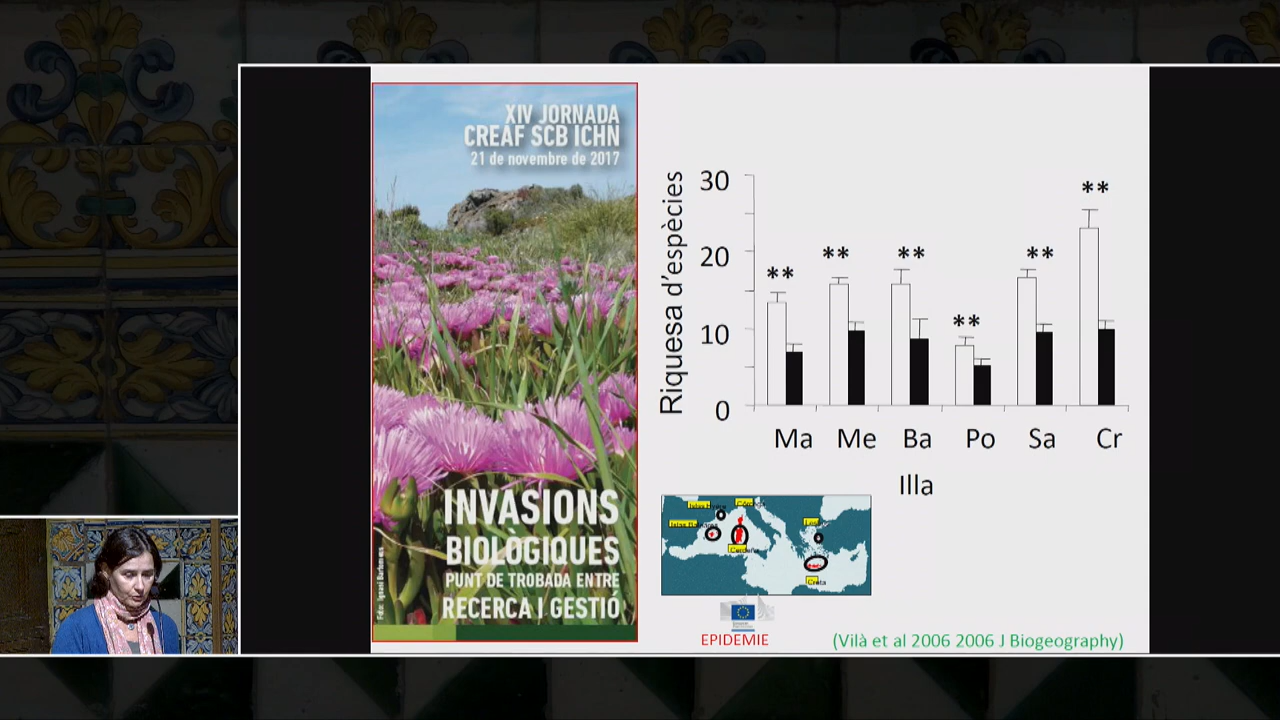 XIV JORNADA
CREAF SCB ICHN
21 de novembre de 2017
INVASIONS
BIOLÒGIQUES
PUNT DE TROBADA ENTRE
RECERCA I GESTIÓ
Riquesa d'espècies
30
20
10
0
**
**
**
**
**
**
Ma
Me
Ba
Po
Sa
Cr
Illa
Creta
EPIDEMIE
(Vilà et al 2006 2006 J Biogeography)